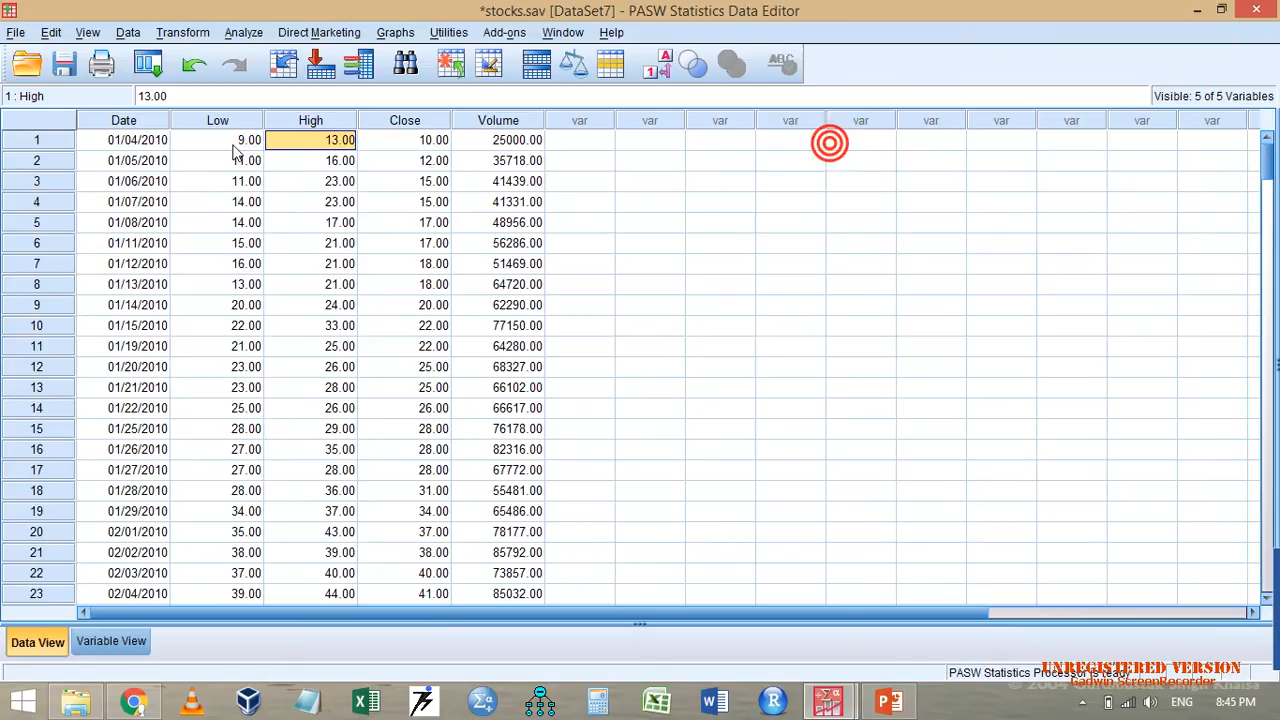 *stocks.sav [DataSet7] - PASW Statistics Data Editor
File Edit View Data Transform Analyze Direct Marketing Graphs Utilities Add-ons Window Help
1 : High 13.00 Visible: 5 of 5 Variables
Date Low High Close Volume var var var var var var var var var var
1 01/04/2010 9.00 13.00 10.00 25000.00
2 01/05/2010 16.00 12.00 35718.00
3 01/06/2010 11.00 23.00 15.00 41439.00
4 01/07/2010 14.00 23.00 15.00 41331.00
5 01/08/2010 14.00 17.00 17.00 48956.00
6 01/11/2010 15.00 21.00 17.00 56286.00
7 01/12/2010 16.00 21.00 18.00 51469.00
8 01/13/2010 13.00 21.00 18.00 64720.00
9 01/14/2010 20.00 24.00 20.00 62290.00
10 01/15/2010 22.00 33.00 22.00 77150.00
11 01/19/2010 21.00 25.00 22.00 64280.00
12 01/20/2010 23.00 26.00 25.00 68327.00
13 01/21/2010 23.00 28.00 25.00 66102.00
14 01/22/2010 25.00 26.00 26.00 66617.00
15 01/25/2010 28.00 29.00 28.00 76178.00
16 01/26/2010 27.00 35.00 28.00 82316.00
17 01/27/2010 27.00 28.00 28.00 67772.00
18 01/28/2010 28.00 36.00 31.00 55481.00
19 01/29/2010 34.00 37.00 34.00 65486.00
20 02/01/2010 35.00 43.00 37.00 78177.00
21 02/02/2010 38.00 39.00 38.00 85792.00
22 02/03/2010 37.00 40.00 40.00 73857.00
23 02/04/2010 39.00 44.00 41.00 85032.00
Data View Variable View
PASW Statistics Processor is ready
UNREGISTERED VERSION
Gadwin ScreenRecorder
ENG 8:45 PM